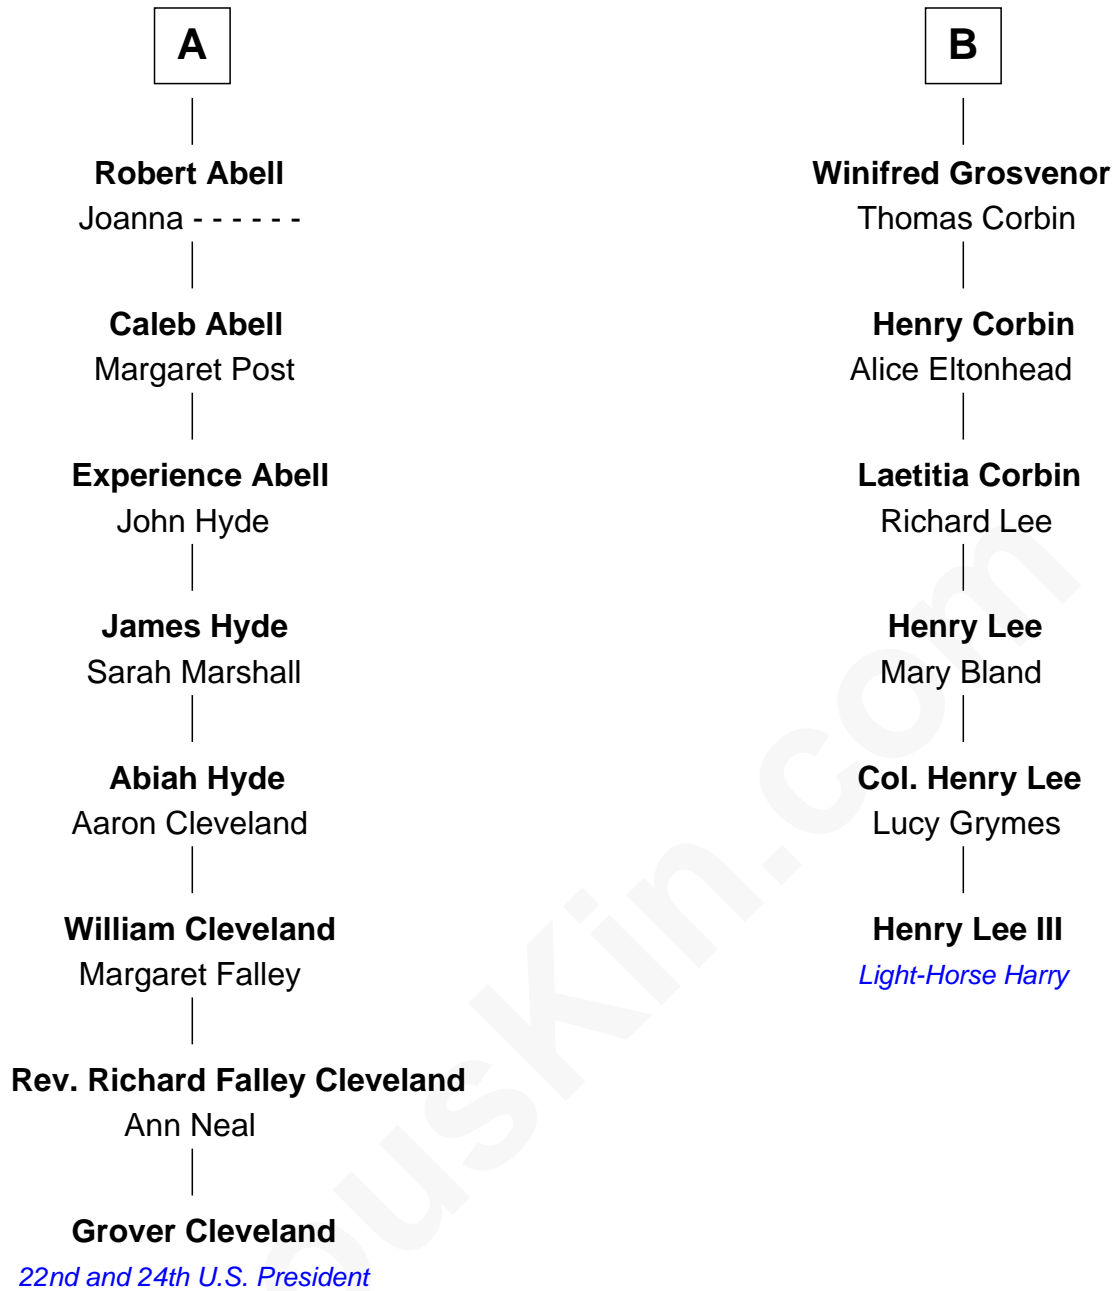 A
Robert Abell
Joanna - - - - - -
Caleb Abell
Margaret Post
Experience Abell
John Hyde
James Hyde
Sarah Marshall
Abiah Hyde
Aaron Cleveland
William Cleveland
Margaret Falley
Rev. Richard Falley Cleveland
Ann Neal
Grover Cleveland
22nd and 24th U.S. President
B
Winifred Grosvenor
Thomas Corbin
Henry Corbin
Alice Eltonhead
Laetitia Corbin
Richard Lee
Henry Lee
Mary Bland
Col. Henry Lee
Lucy Grymes
Henry Lee III
Light-Horse Harry
ousKin.com